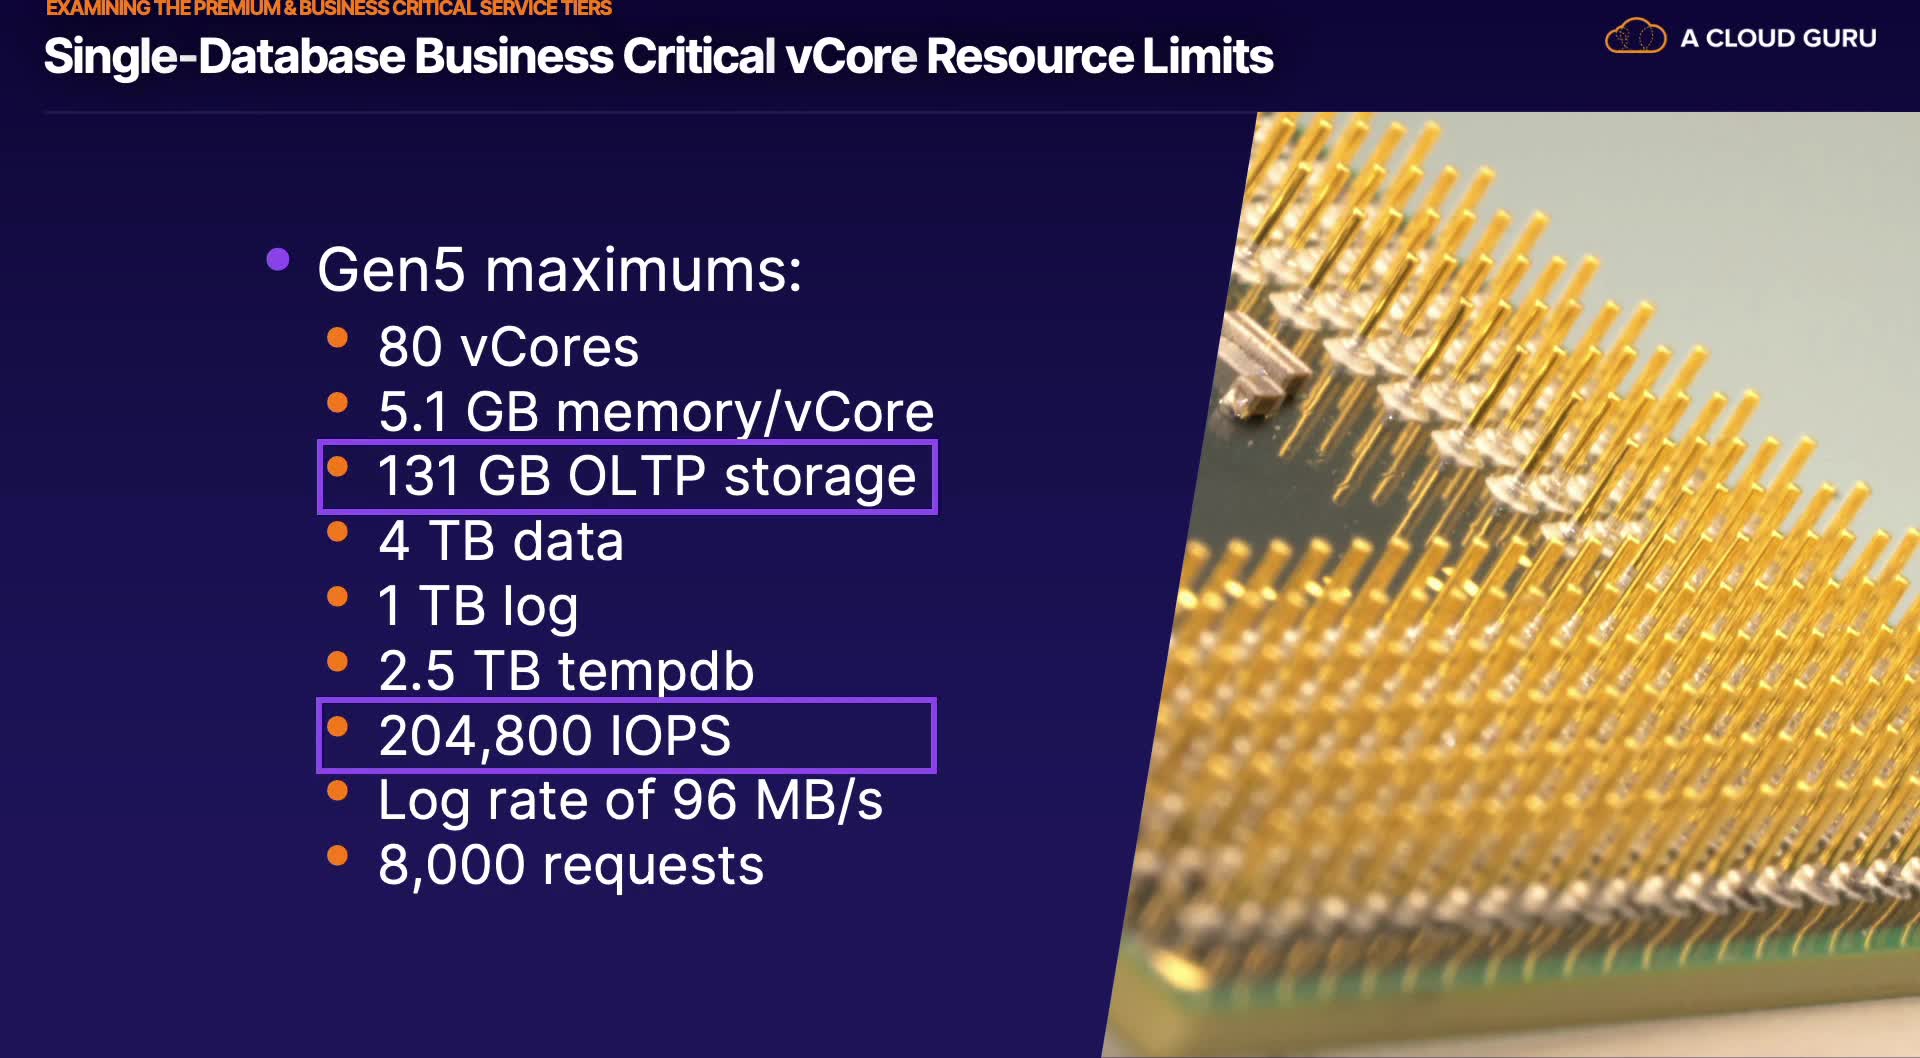 EXAMINING THE PREMIUM & BUSINESS CRITICAL SERVICE TIERS
Single-Database Business Critical vCore Resource Limits
A CLOUD GURU
Gen5 maximums:
80 vCores
5.1 GB memory/vCore
131 GB OLTP storage
4 TB data
1 TB log
2.5 TB tempdb
204,800 IOPS
Log rate of 96 MB/s
8,000 requests